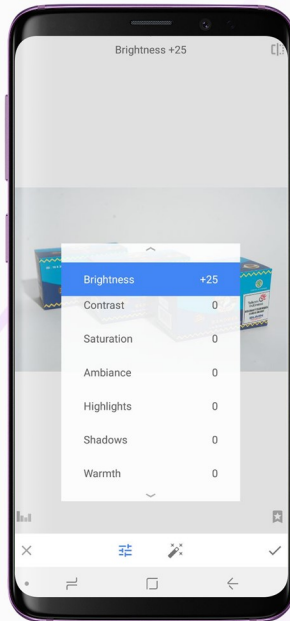 Brightness +25
Brightness +25
Contrast 0
Saturation 0
Ambiance 0
Highlights 0
Shadows 0
Warmth 0